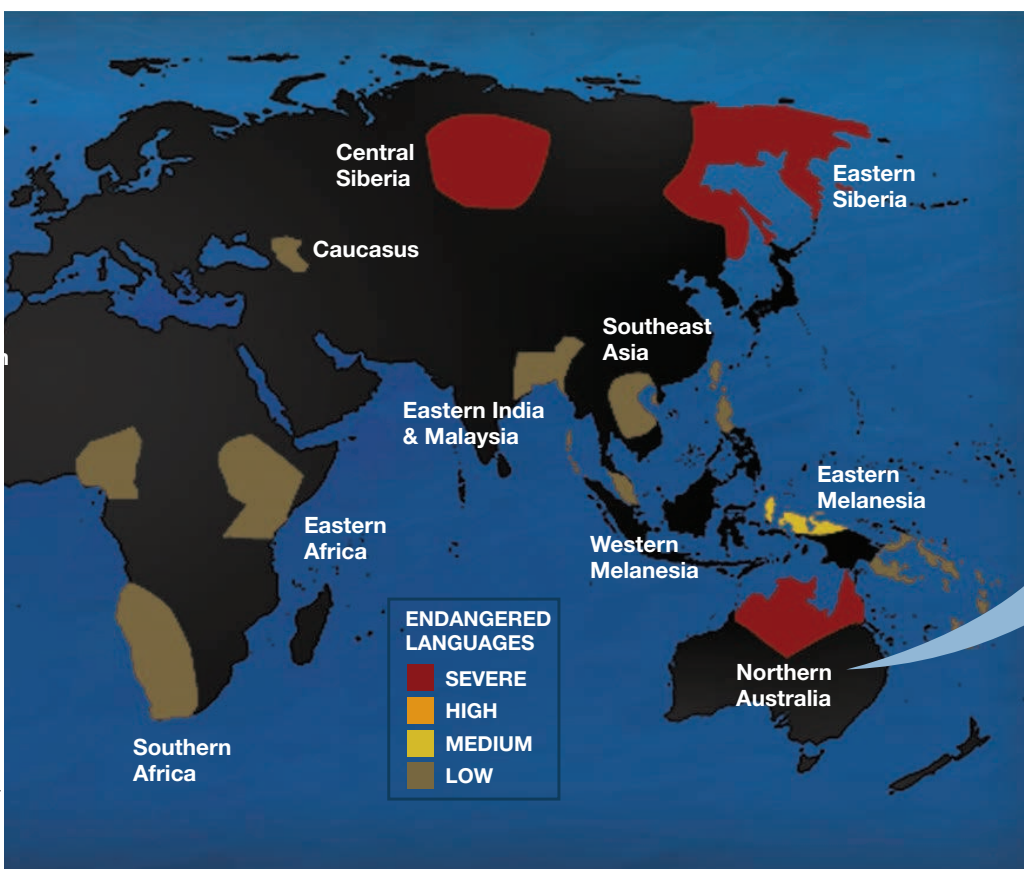 Central
Siberia
Eastern
Siberia
Caucasus
Southeast
Asia
Eastern India
& Malaysia
Eastern
Melanesia
Eastern
Africa
Western
Melanesia
ENDANGERED
LANGUAGES
SEVERE
HIGH
MEDIUM
LOW
Northern
Australia
Southern
Africa